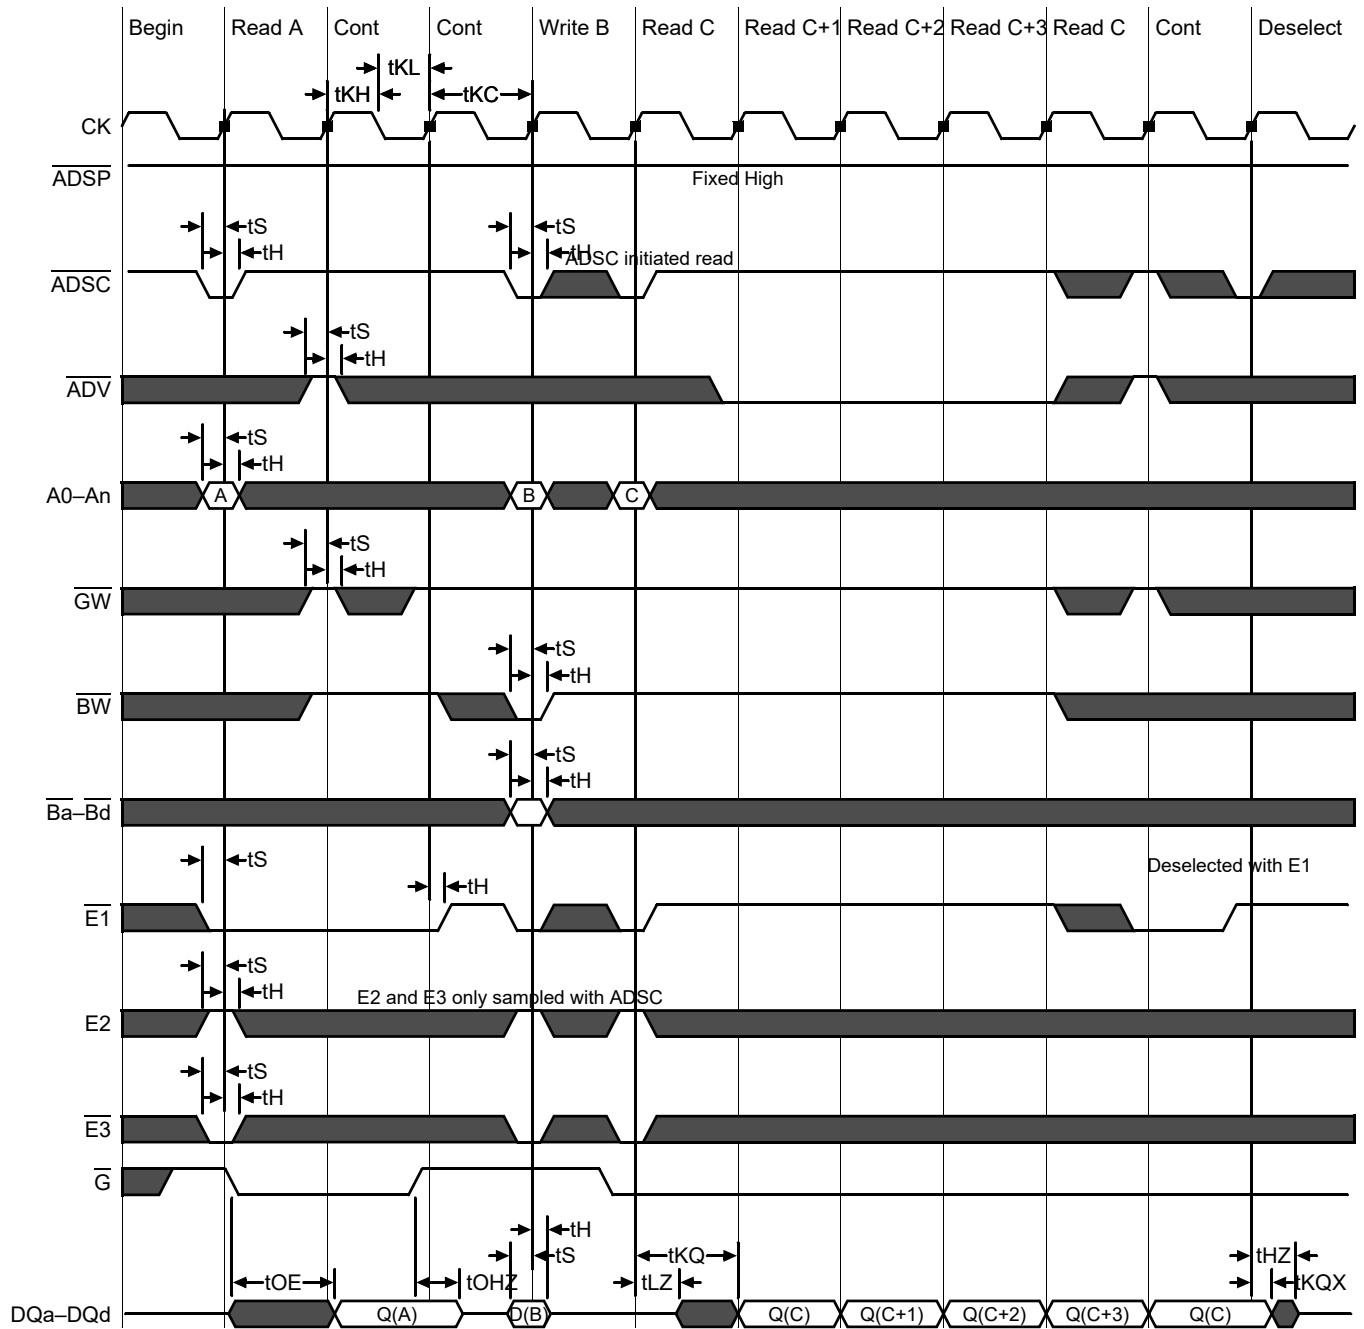 Begin Read A Cont Cont Write B Read C Read C+1 Read C+2 Read C+3 Read C Cont Deselect
tKL
tKH tKC
CK
ADSP
Fixed High
tS tS
tH tH
ADSC initiated read
ADSC
tS
tH
ADV
tS
tH
A0–An A B C
tS
tH
GW
tS
tH
BW
tS
tH
Ba–Bd
tS Deselected with E1
tH
E1
tS
tH
E2 and E3 only sampled with ADSC
E2
tS
tH
E3
G
tH
tS tKQ tHZ
tOE tOHZ tLZ tKQX
DQa–DQd Q(A) D(B) Q(C) Q(C+1) Q(C+2) Q(C+3) Q(C)